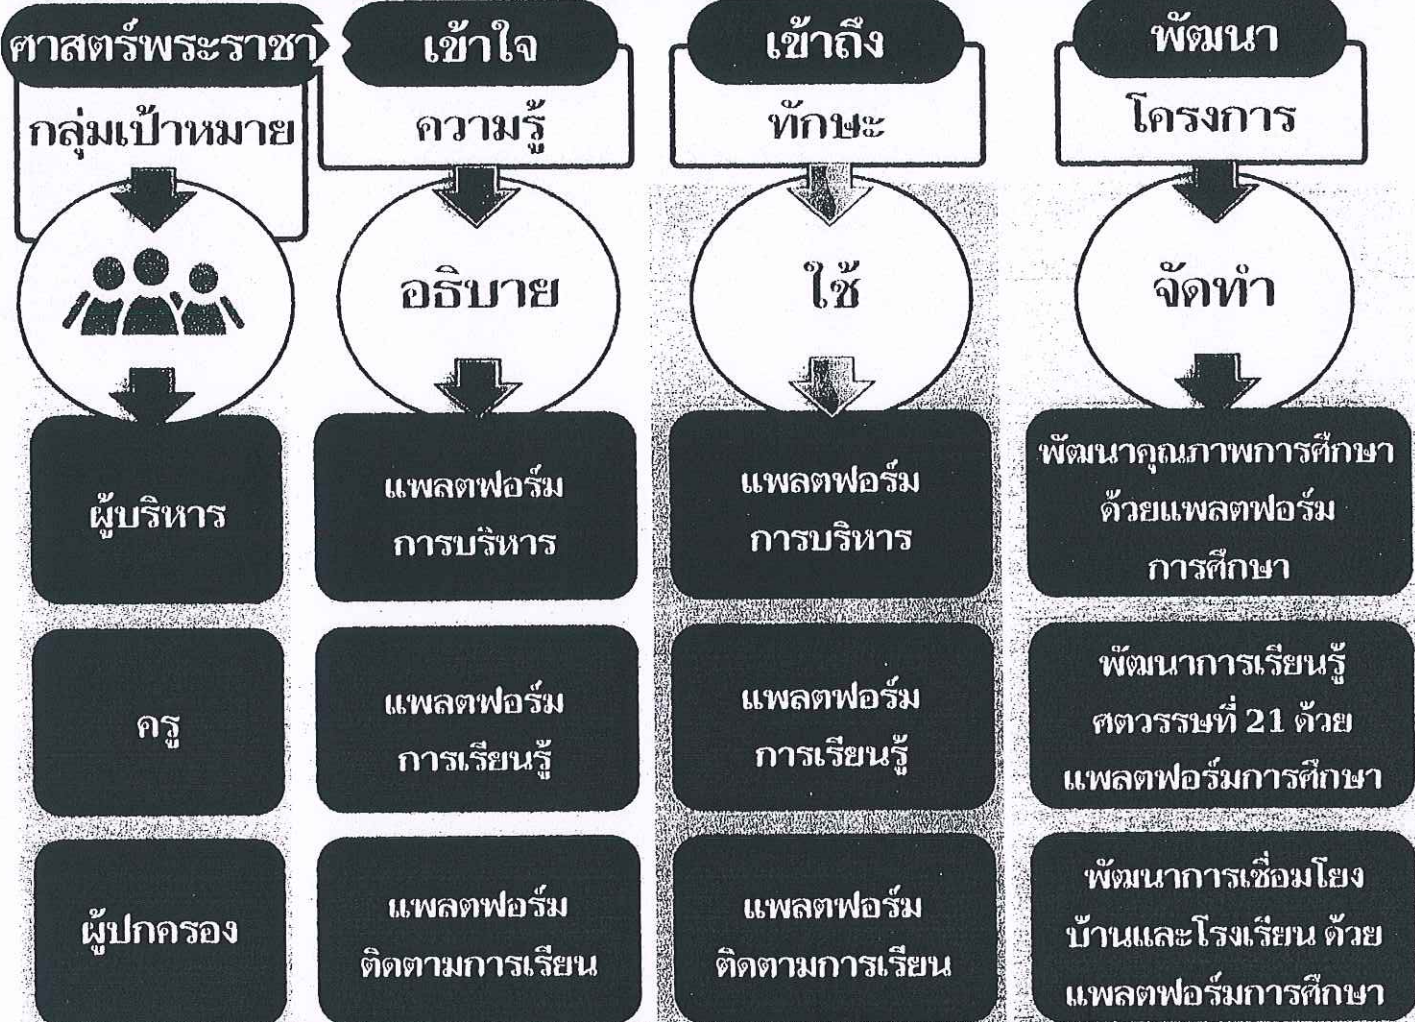 ศาสตร์พระราชา
เข้าใจ
เข้าถึง
พัฒนา
กลุ่มเป้าหมาย
ความรู้
ทักษะ
โครงการ
อธิบาย
ใช้
จัดทำ
ผู้บริหาร
แพลตฟอร์ม
การบริหาร
แพลตฟอร์ม
การบริหาร
พัฒนาคุณภาพการศึกษา
ด้วยแพลตฟอร์ม
การศึกษา
ครู
แพลตฟอร์ม
การเรียนรู้
แพลตฟอร์ม
การเรียนรู้
พัฒนาการเรียนรู้
ศตวรรษที่ 21 ด้วย
แพลตฟอร์มการศึกษา
ผู้ปกครอง
แพลตฟอร์ม
ติดตามการเรียน
แพลตฟอร์ม
ติดตามการเรียน
พัฒนาการเชื่อมโยง
บ้านและโรงเรียน ด้วย
แพลตฟอร์มการศึกษา